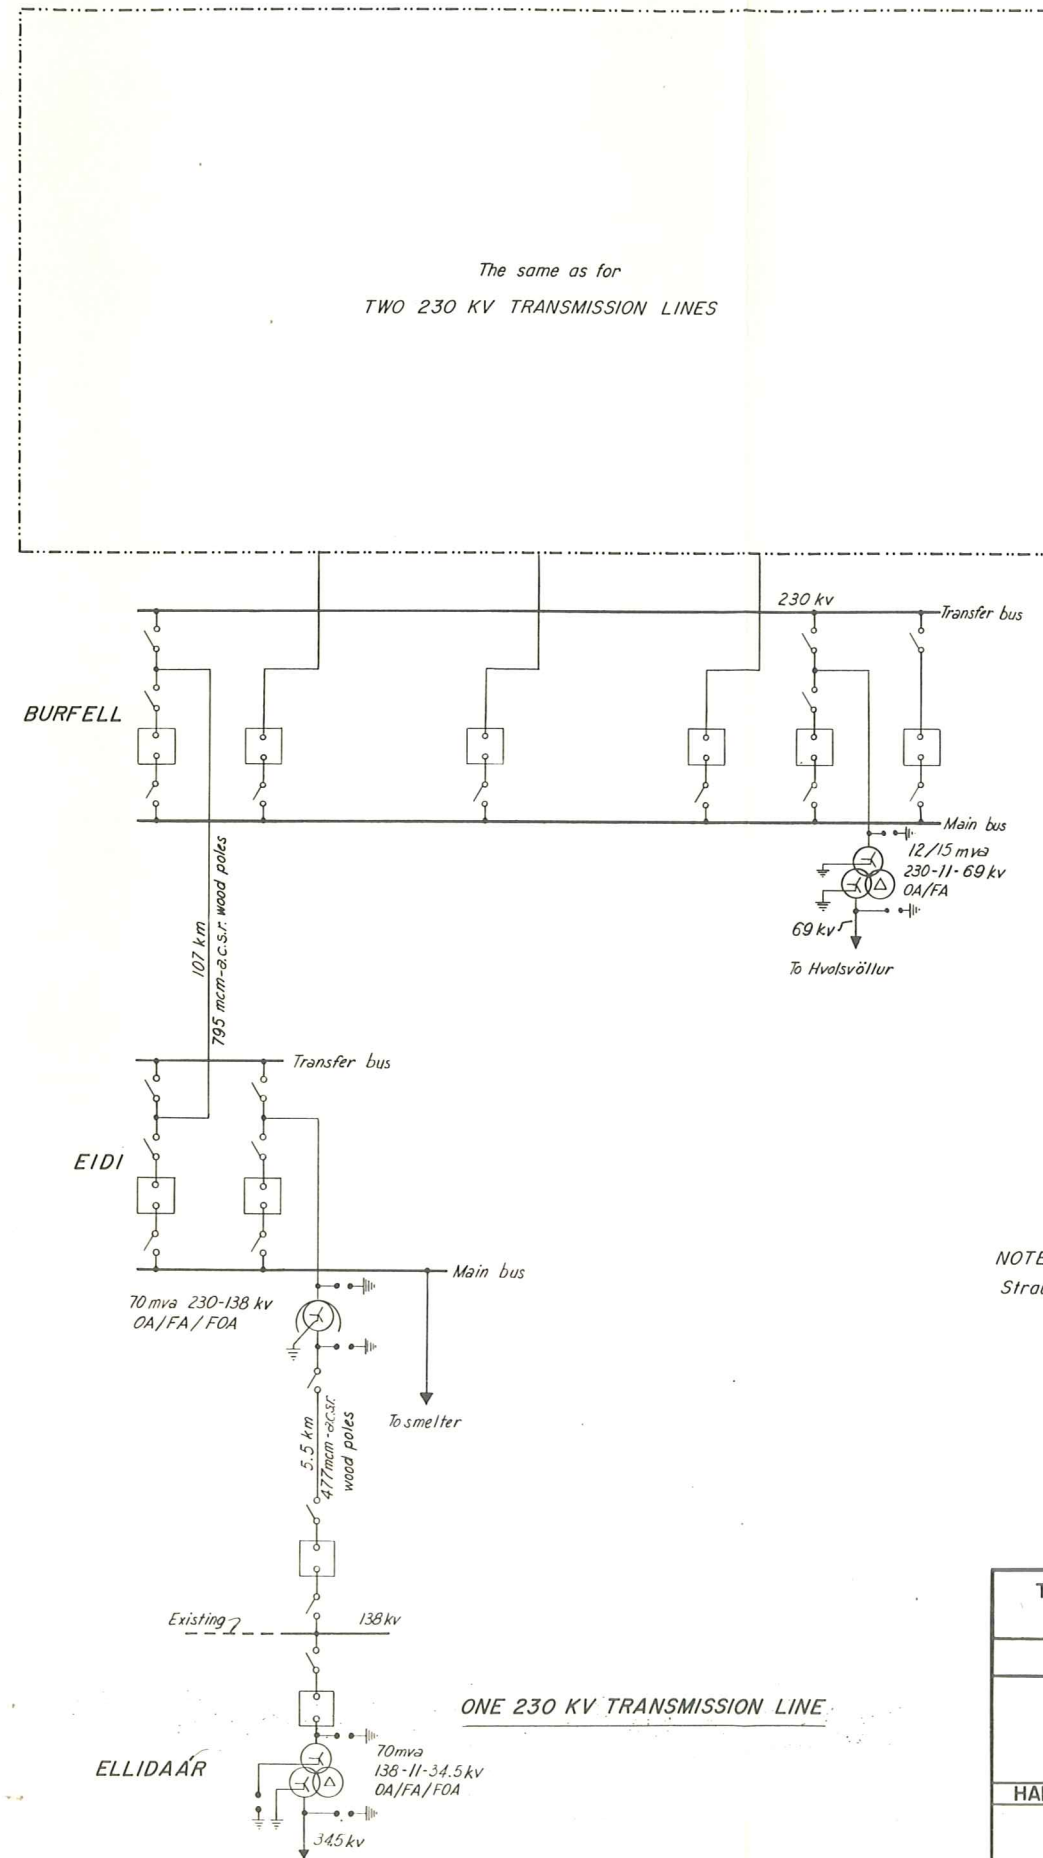 The same as for
TWO 230 KV TRANSMISSION LINES
230 kv
Transfer bus
BURFELL
Main bus
12/15 mva
230-11-69 kv
OA/FA
69 kv
To Hvolsvöllur
107 km
795 mcm-a.c.s.r. wood poles
Transfer bus
EIDI
Main bus
70 mva 230-138 kv
OA/FA/FOA
To smelter
5.5 km
477 mcm-a.c.s.r.
wood poles
NOTE
Existing
138 kv
ONE 230 KV TRANSMISSION LINE
ELLIDAÁR
70 mva
138-11-34.5 kv
OA/FA/FOA
34.5 kv